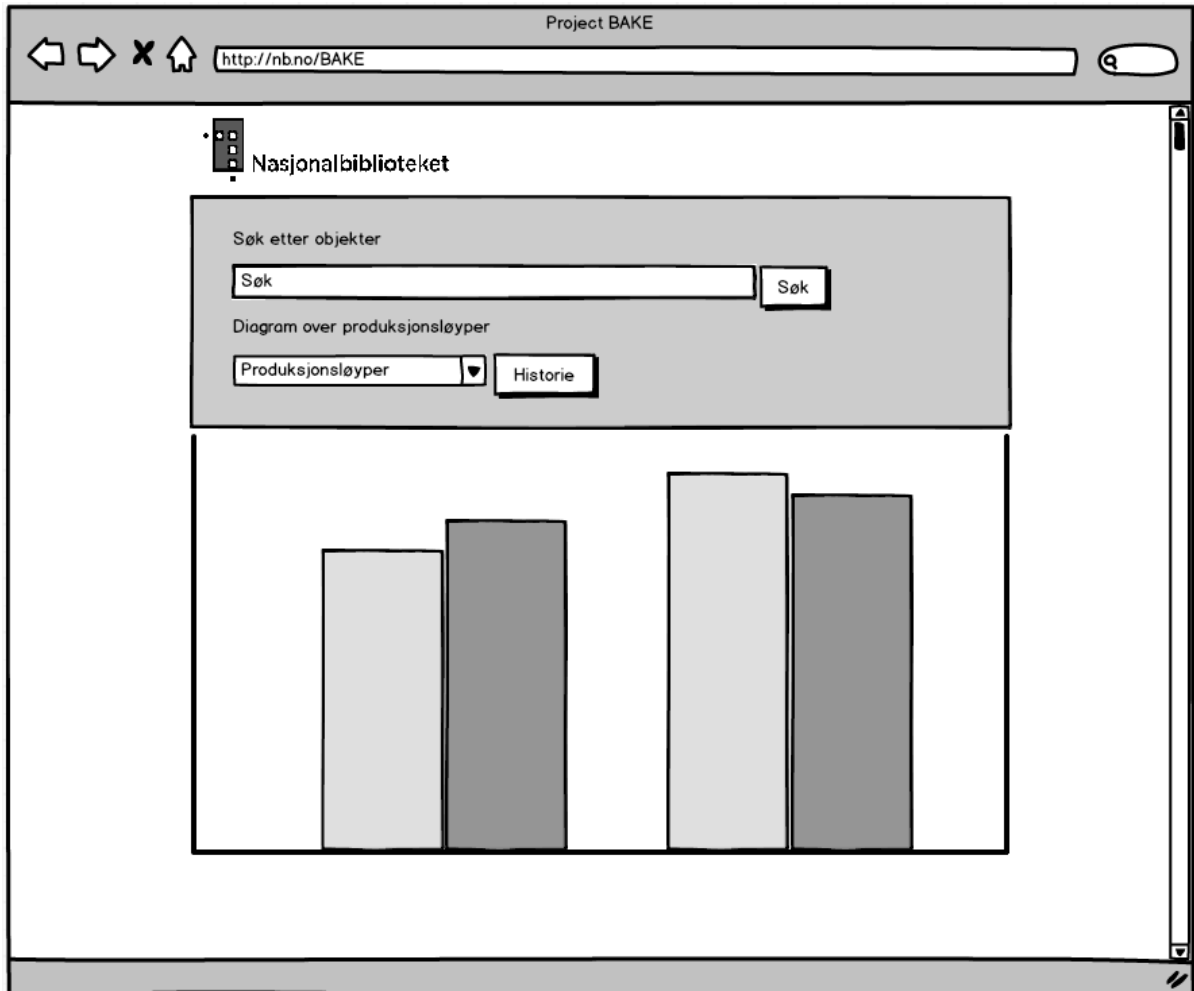 Project BAKE
http://nb.no/BAKE
Nasjonalbiblioteket
Søk etter objekter
Søk
Søk
Diagram over produksjonsløyper
Produksjonsløyper
Historie